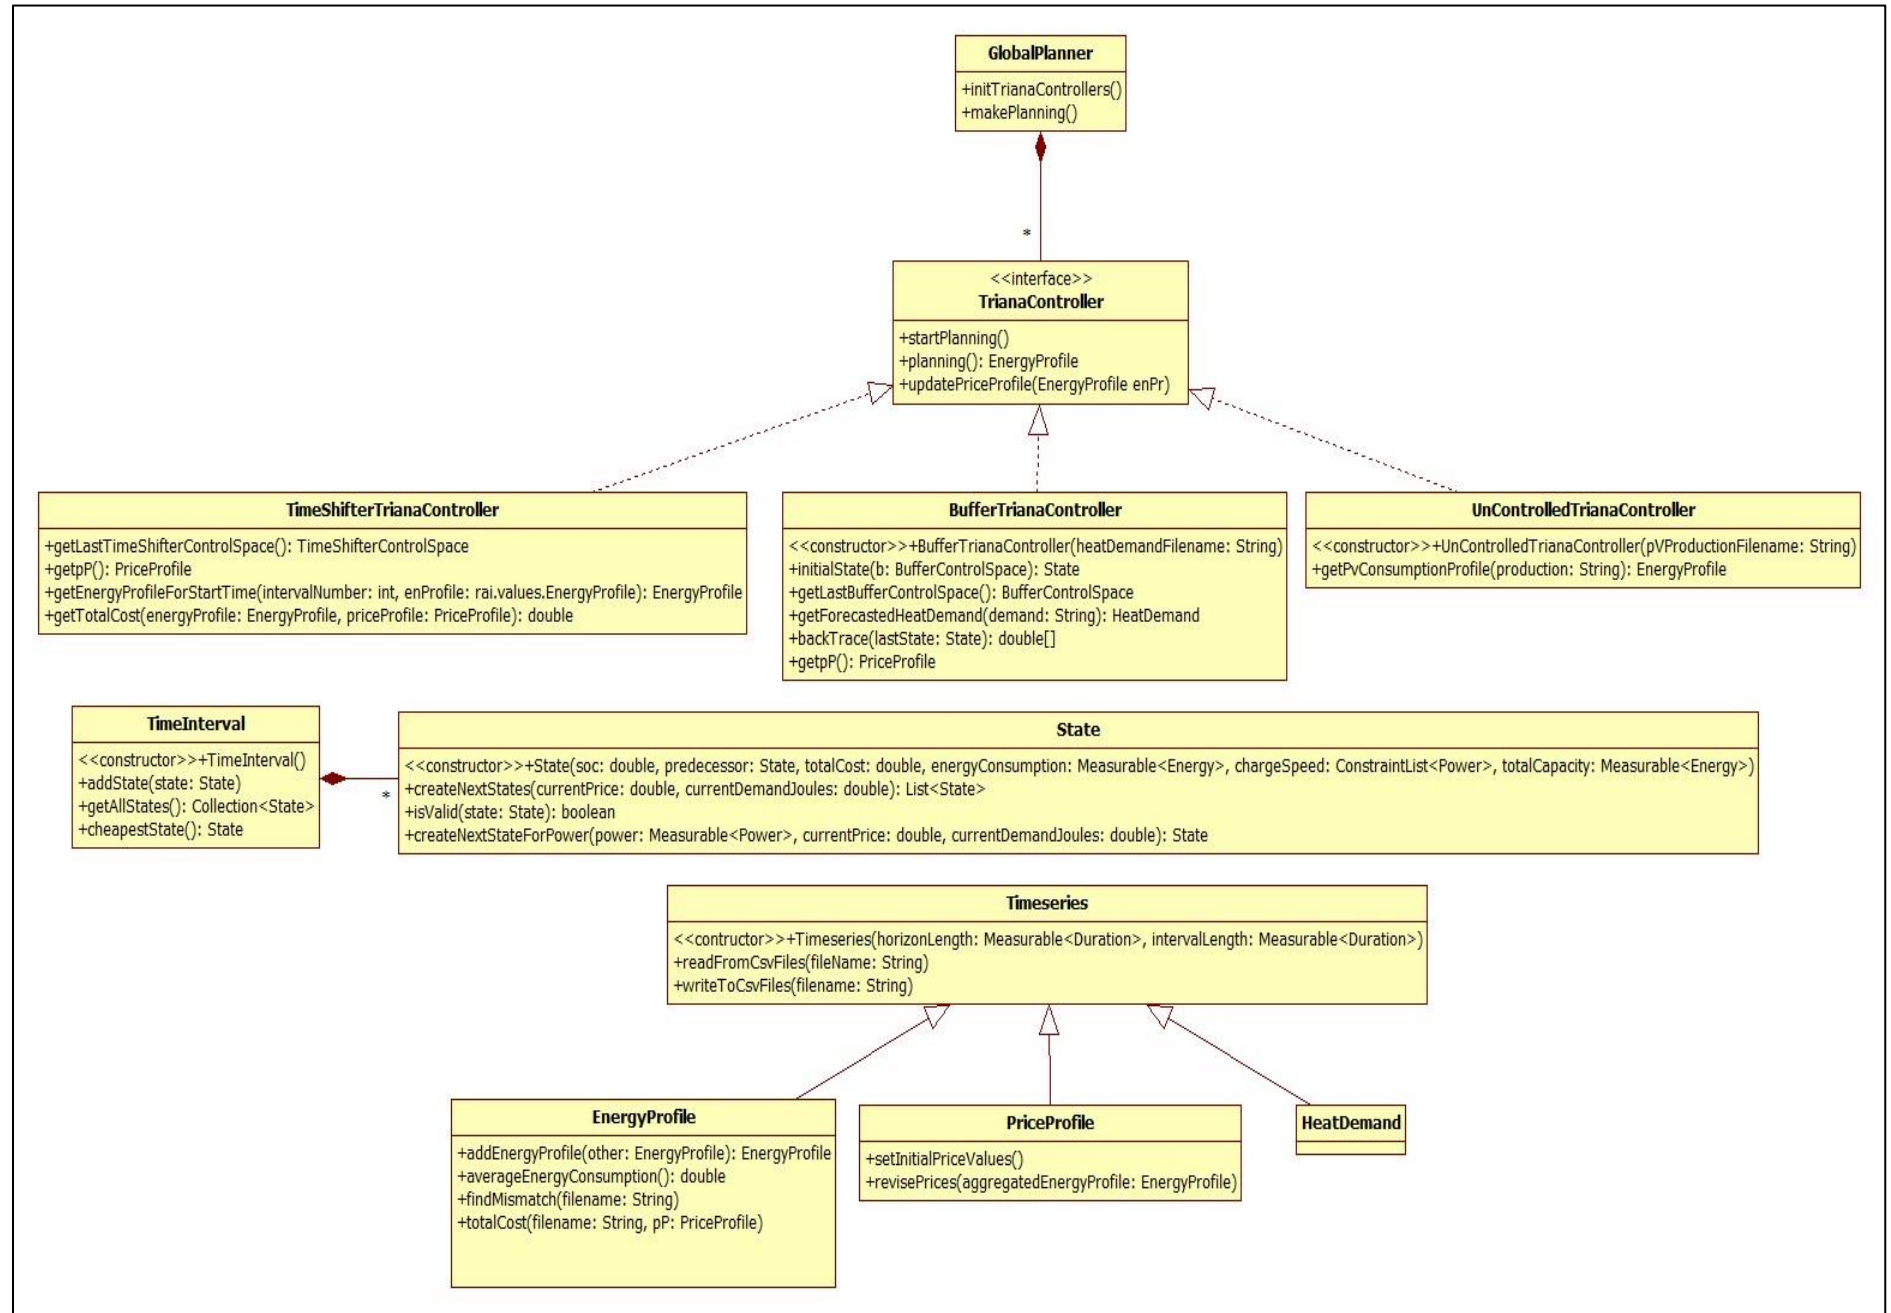 GlobalPlanner
+initTrianaControllers()
+makePlanning()
*
<<interface>>
TrianaController
+startPlanning()
+planning(): EnergyProfile
+updatePriceProfile(EnergyProfile enPr)
TimeShifterTrianaController
+getLastTimeShifterControlSpace(): TimeShifterControlSpace
+getpP(): PriceProfile
+getEnergyProfileForStartTime(intervalNumber: int, enProfile: rai.values.EnergyProfile): EnergyProfile
+getTotalCost(energyProfile: EnergyProfile, priceProfile: PriceProfile): double
BufferTrianaController
<<constructor>>+BufferTrianaController(heatDemandFilename: String)
+initialState(b: BufferControlSpace): State
+getLastBufferControlSpace(): BufferControlSpace
+getForecastedHeatDemand(demand: String): HeatDemand
+backTrace(lastState: State): double[]
+getpP(): PriceProfile
UnControlledTrianaController
<<constructor>>+UnControlledTrianaController(pVProductionFilename: String)
+getPvConsumptionProfile(production: String): EnergyProfile
TimeInterval
<<constructor>>+TimeInterval()
+addState(state: State)
+getAllStates(): Collection<State>
+cheapestState(): State
*
State
<<constructor>>+State(soc: double, predecessor: State, totalCost: double, energyConsumption: Measurable<Energy>, chargeSpeed: ConstraintList<Power>, totalCapacity: Measurable<Energy>)
+createNextStates(currentPrice: double, currentDemandJoules: double): List<State>
+isValid(state: State): boolean
+createNextStateForPower(power: Measurable<Power>, currentPrice: double, currentDemandJoules: double): State
Timeseries
<<contructor>>+Timeseries(horizonLength: Measurable<Duration>, intervalLength: Measurable<Duration>)
+readFromCsvFiles(fileName: String)
+writeToCsvFiles(filename: String)
EnergyProfile
+addEnergyProfile(other: EnergyProfile): EnergyProfile
+averageEnergyConsumption(): double
+findMismatch(filename: String)
+totalCost(filename: String, pP: PriceProfile)
PriceProfile
+setInitialPriceValues()
+revisePrices(aggregatedEnergyProfile: EnergyProfile)
HeatDemand